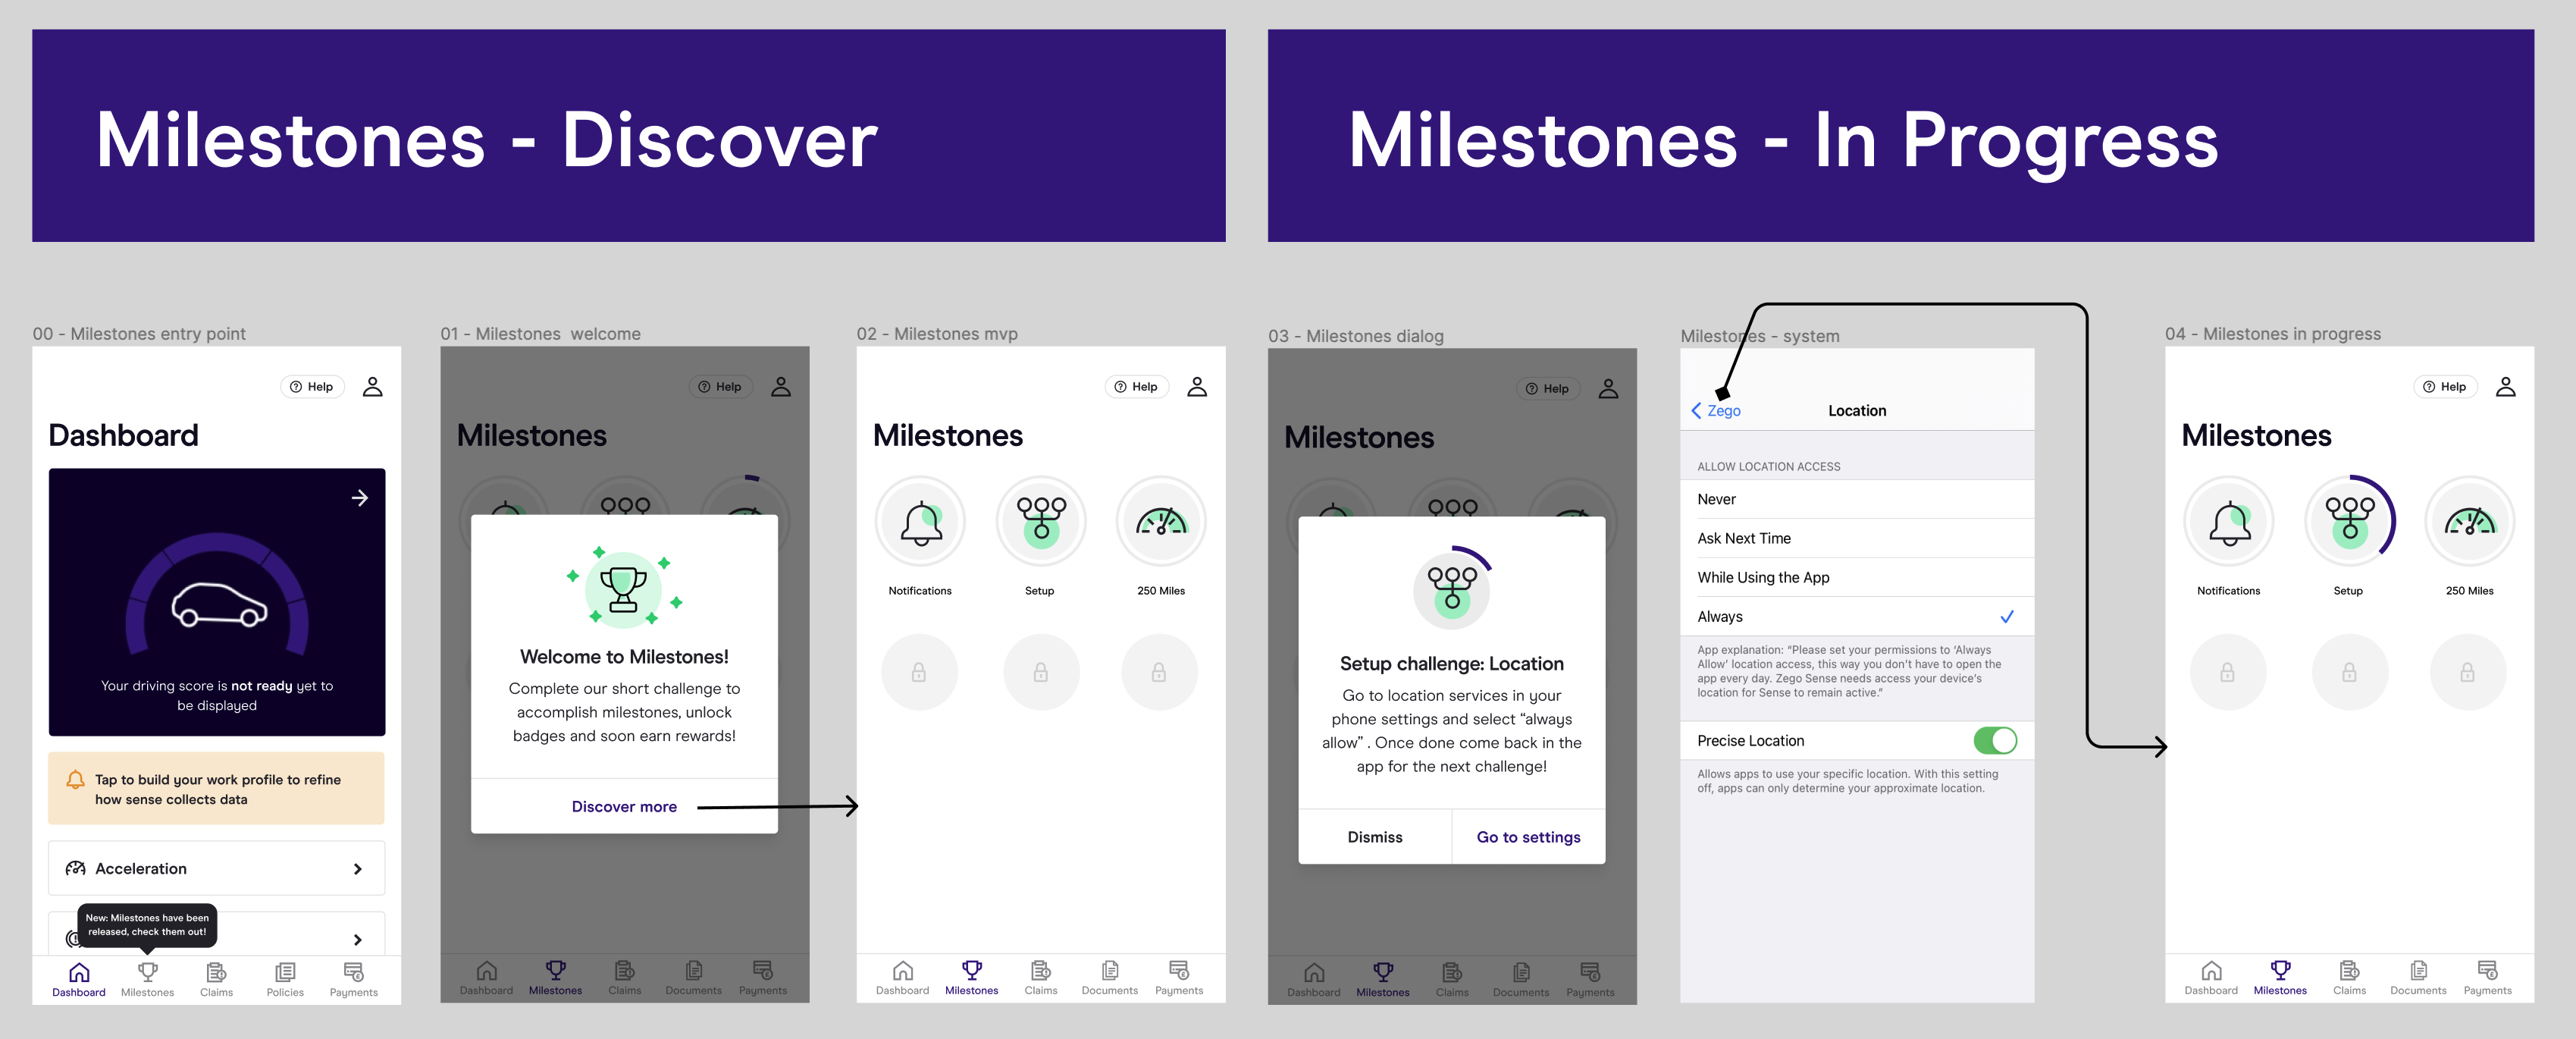 Milestones - Discover
Milestones - In Progress
00 - Milestones entry point
Help
Dashboard
Your driving score is not ready yet to
be displayed
Tap to build your work profile to refine
how sense collects data
Acceleration
New: Milestones have been
released, check them out!
Dashboard
Milestones
Claims
Policies
Payments
01 - Milestones  welcome
Help
Milestones
Welcome to Milestones!
Complete our short challenge to
accomplish milestones, unlock
badges and soon earn rewards!
Discover more
Dashboard
Milestones
Claims
Documents
Payments
02 - Milestones mvp
Help
Milestones
Notifications
Setup
250 Miles
Dashboard
Milestones
Claims
Documents
Payments
03 - Milestones dialog
Help
Milestones
Setup challenge: Location
Go to location services in your
phone settings and select “always
allow” . Once done come back in the
app for the next challenge!
Dismiss
Go to settings
Dashboard
Milestones
Claims
Documents
Payments
Milestones - system
Zego
Location
ALLOW LOCATION ACCESS
Never
Ask Next Time
While Using the App
Always
App explanation: “Please set your permissions to ‘Always
Allow’ location access, this way you don’t have to open the
app every day. Zego Sense needs access your device’s
location for Sense to remain active.”
Precise Location
Allows apps to use your specific location. With this setting
off, apps can only determine your approximate location.
04 - Milestones in progress
Help
Milestones
Notifications
Setup
250 Miles
Dashboard
Milestones
Claims
Documents
Payments